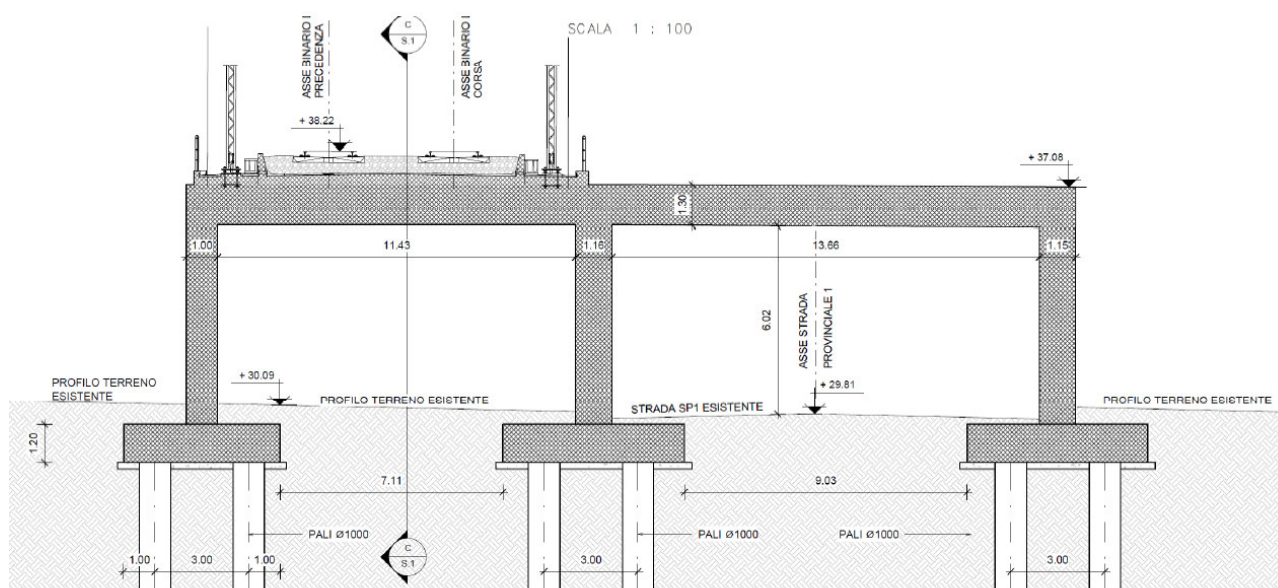 SCALA 1 : 100
C
S.1
ASSE BINARIO I
PRECEDENZA
ASSE BINARIO I
CORSA
+ 38.22
+ 37.08
1.30
1.00
11.43
1.16
13.66
1.15
6.02
ASSE STRADA
PROVINCIALE 1
PROFILO TERRENO
ESISTENTE
+ 30.09
PROFILO TERRENO ESISTENTE
STRADA SP1 ESISTENTE
+ 29.81
PROFILO TERRENO ESISTENTE
1.20
7.11
9.03
PALI Ø1000
PALI Ø1000
PALI Ø1000
C
S.1
1.00
3.00
1.00
3.00
3.00